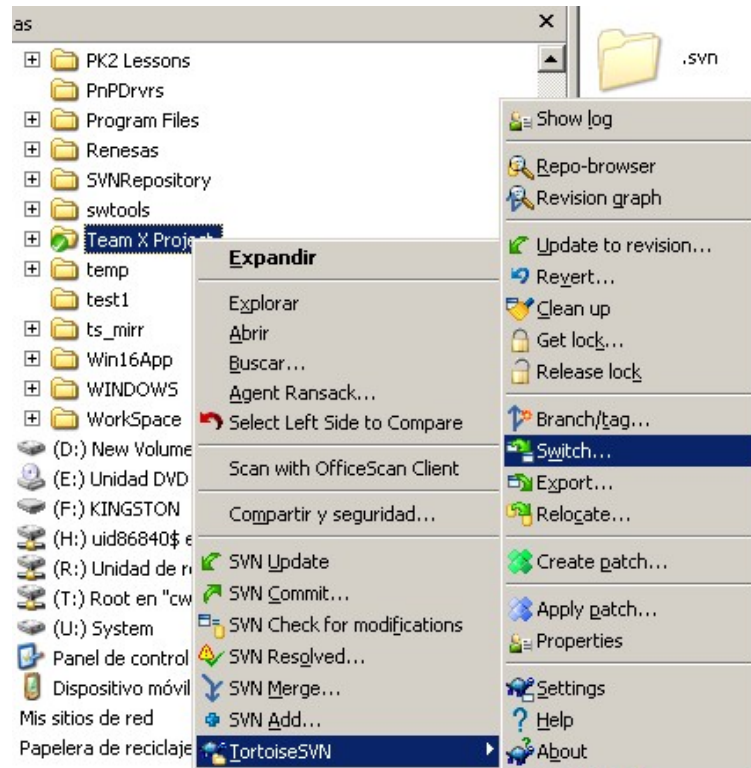 as
PK2 Lessons
PnPDrvrs
Program Files
Renesas
SVNRepository
swtools
Team X Project
temp
test1
ts_mirr
Win16App
WINDOWS
WorkSpace
(D:) New Volume
(E:) Unidad DVD
(F:) KINGSTON
(H:) uid86840$ e
(R:) Unidad de r
(T:) Root en "cw
(U:) System
Panel de control
Dispositivo móvil
Mis sitios de red
Papelera de reciclaje
Expandir
Explorar
Abrir
Buscar...
Agent Ransack...
Select Left Side to Compare
Scan with OfficeScan Client
Compartir y seguridad...
SVN Update
SVN Commit...
SVN Check for modifications
SVN Resolved...
SVN Merge...
SVN Add...
TortoiseSVN
.svn
Show log
Repo-browser
Revision graph
Update to revision...
Revert...
Clean up
Get lock...
Release lock
Branch/tag...
Switch...
Export...
Relocate...
Create patch...
Apply patch...
Properties
Settings
Help
About